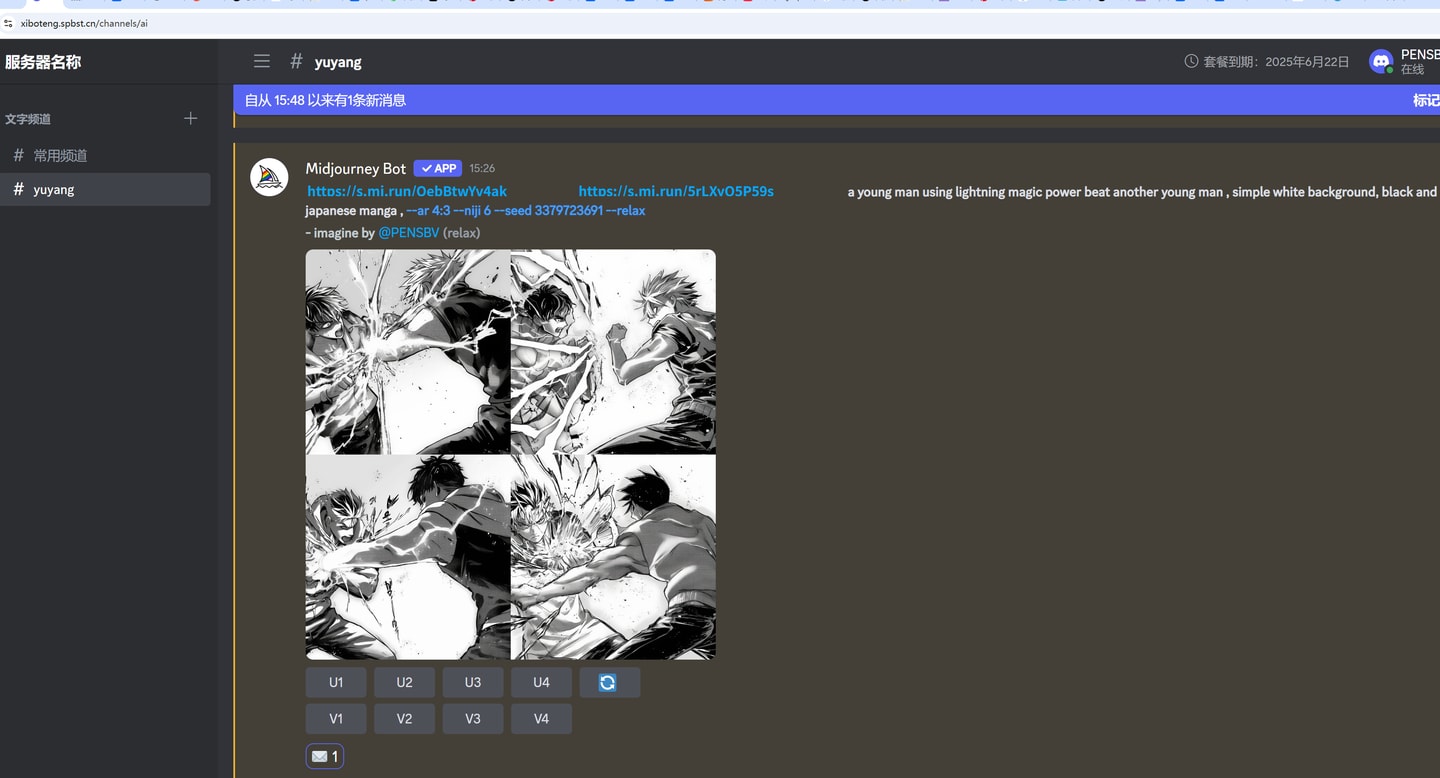 xiboteng.spbst.cn/channels/ai
服务器名称
# yuyang
套餐到期：2025年6月22日
PENSB
在线
自从 15:48 以来有1条新消息
标记
文字频道
# 常用频道
# yuyang
Midjourney Bot APP 15:26
https://s.mj.run/OebBtwYv4ak https://s.mj.run/5rLXvO5P59s a young man using lightning magic power beat another young man , simple white background, black and
japanese manga , --ar 4:3 --niji 6 --seed 3379723691 --relax
- imagine by @PENSBV (relax)
U1 U2 U3 U4
V1 V2 V3 V4
1